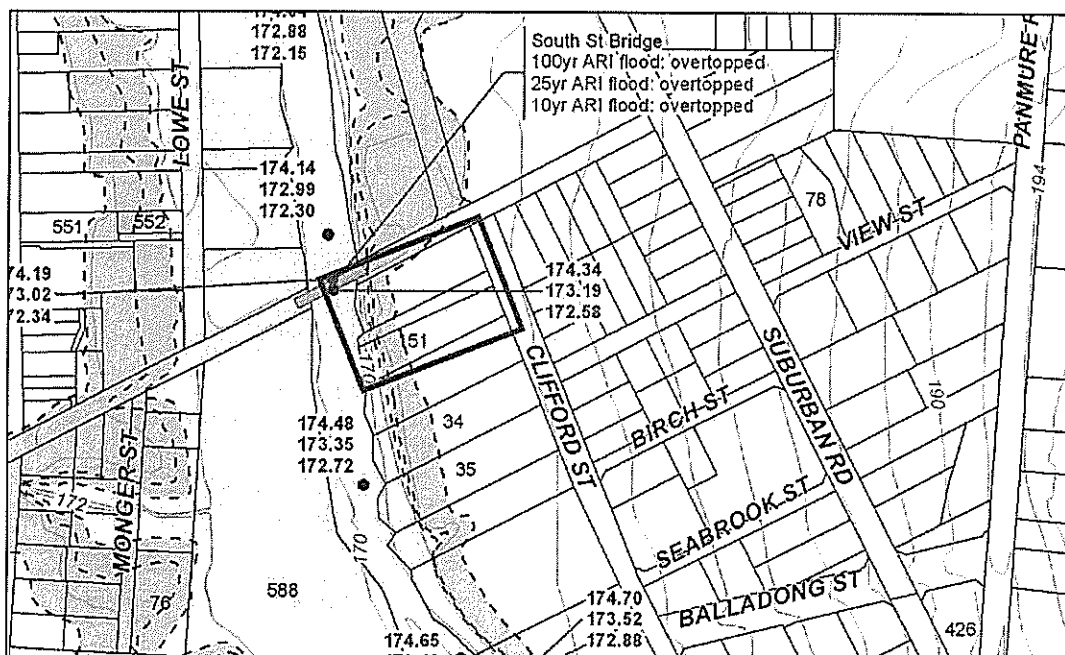 172.88
172.15
South St Bridge
100yr ARI flood: overtopped
25yr ARI flood: overtopped
10yr ARI flood: overtopped
PANMURE
LOWE ST
174.14
172.99
172.30
194
551
552
78
VIEW ST
174.34
173.19
172.58
51
170
CLIFFORD ST
SUBURBAN RD
190
174.48
173.35
172.72
34
35
BIRCH ST
172
MONGER ST
170
SEABROOK ST
76
588
174.70
173.52
172.88
BALLADONG ST
426
174.65